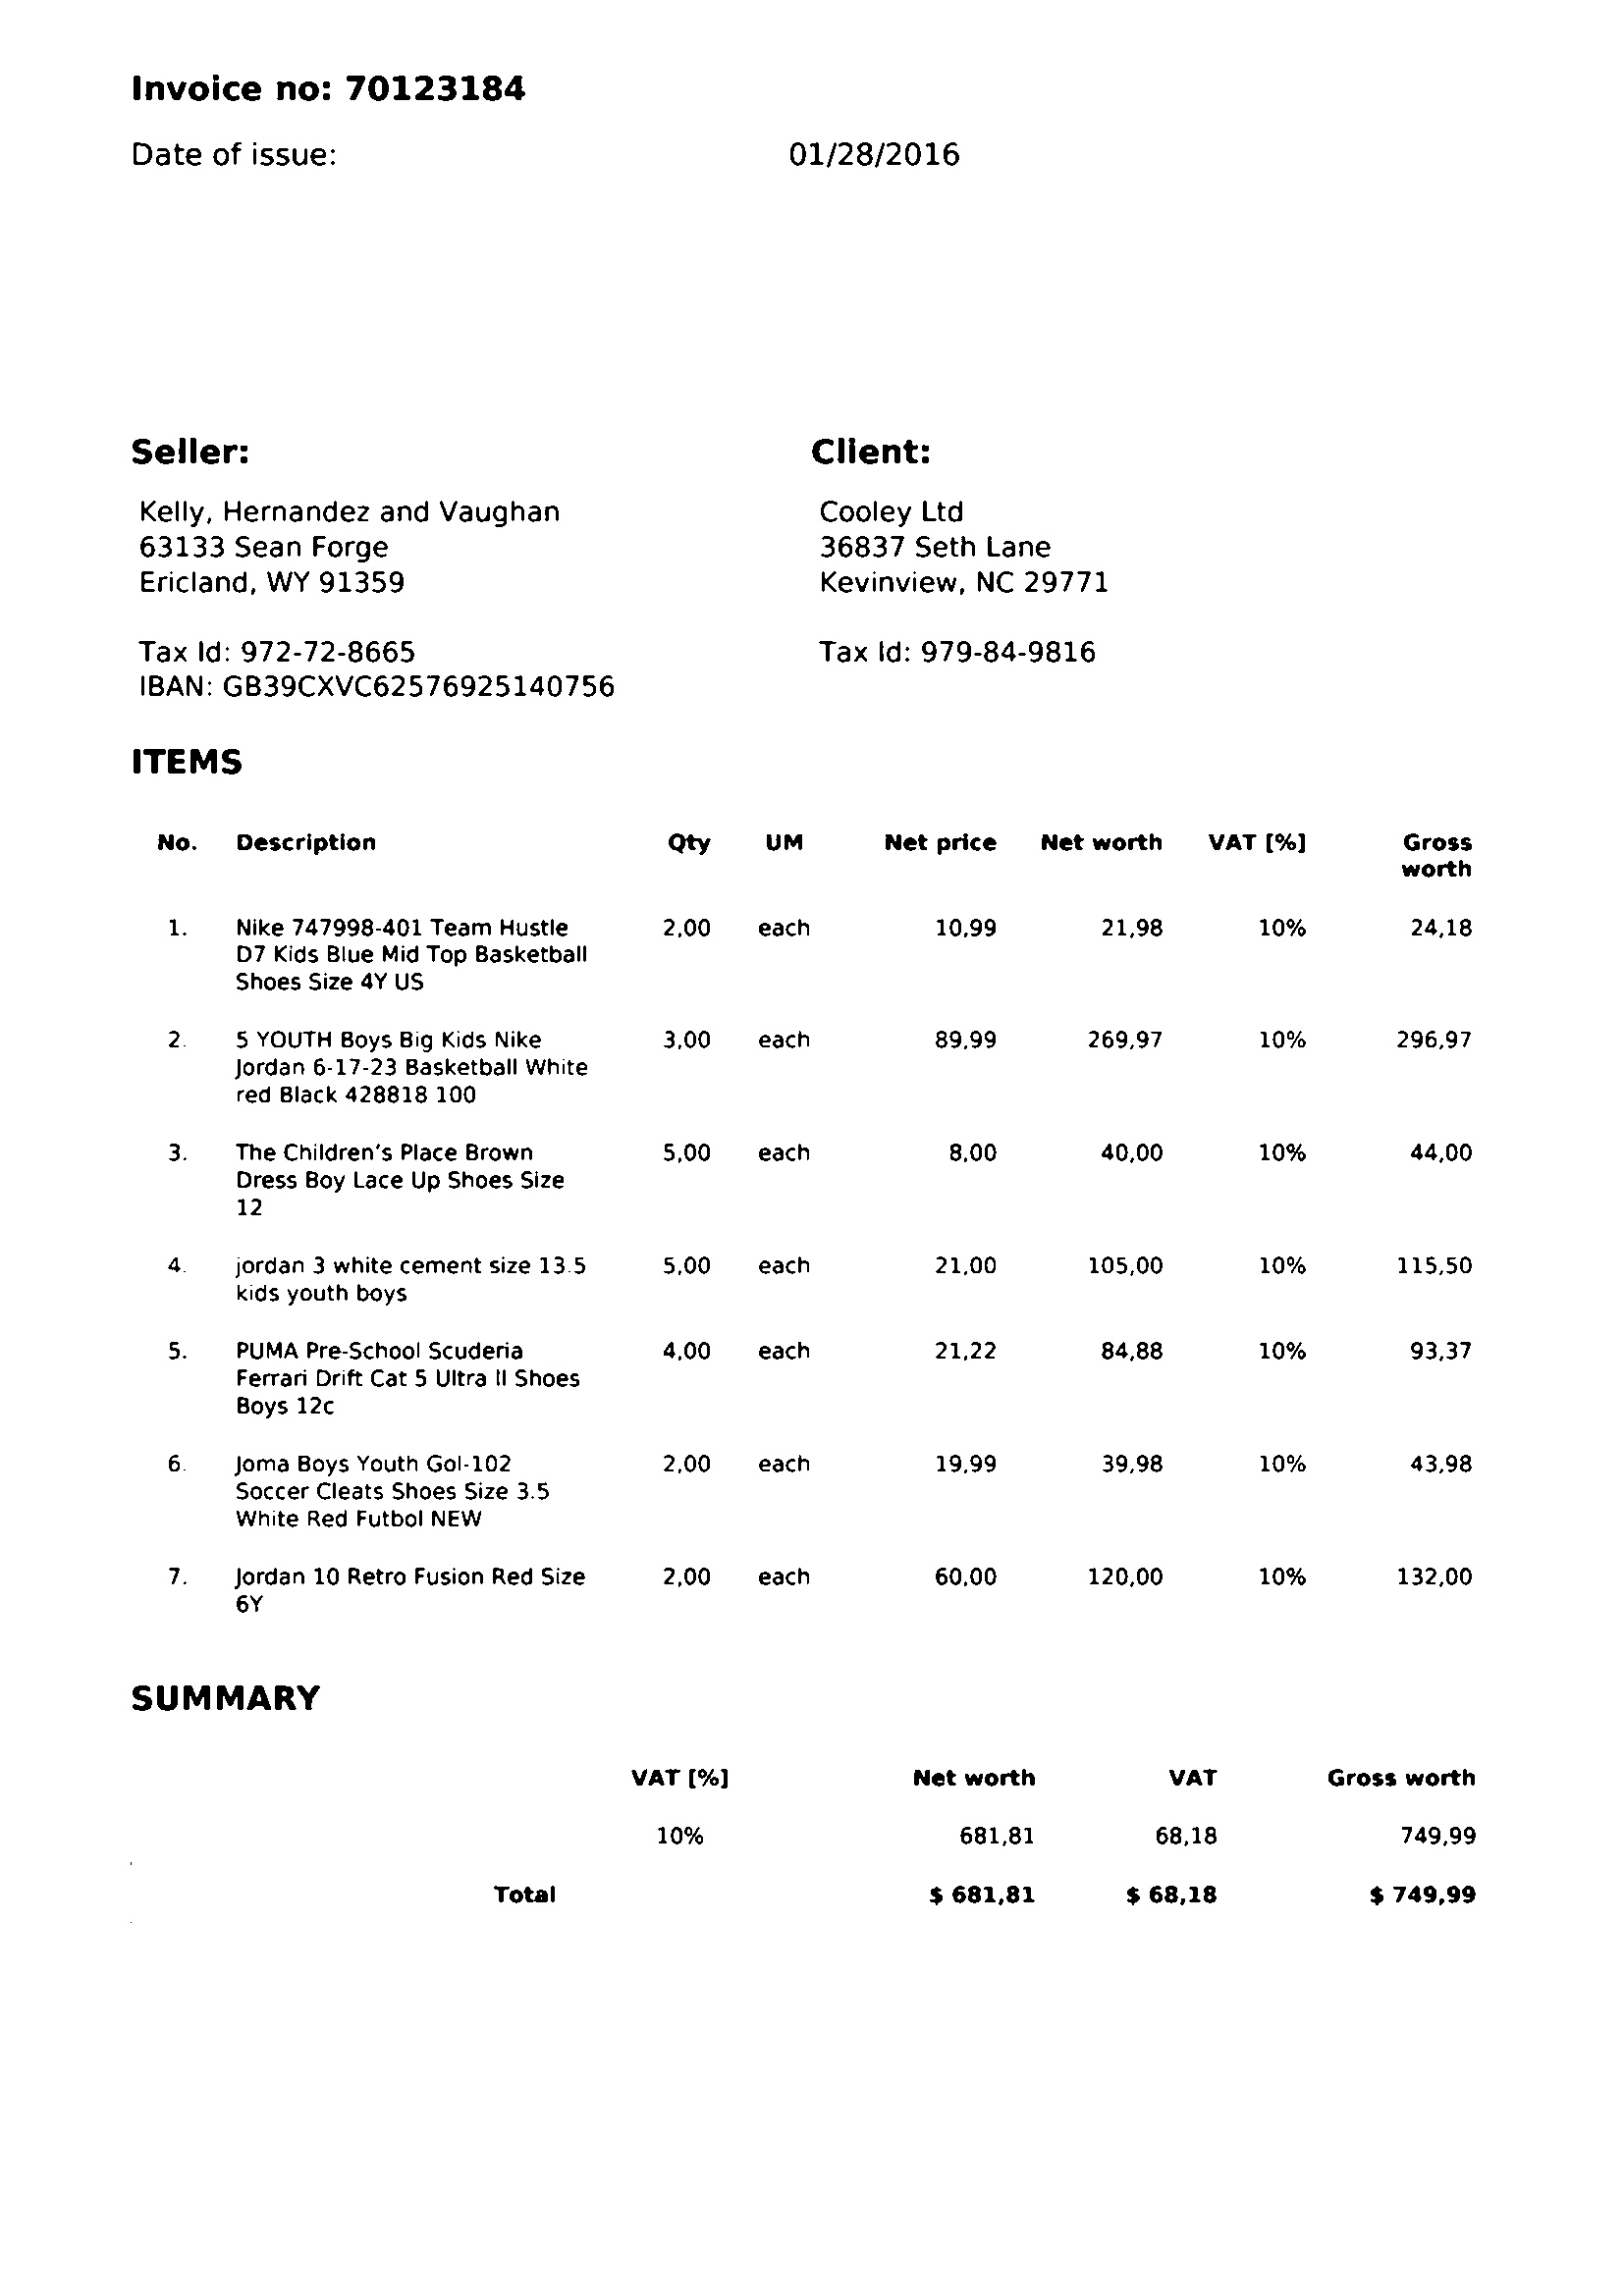 Invoice no: 70123184
Date of issue: 01/28/2016
Seller:
Kelly, Hernandez and Vaughan
63133 Sean Forge
Ericland, WY 91359
Tax Id: 972-72-8665
IBAN: GB39CXVC62576925140756
Client:
Cooley Ltd
36837 Seth Lane
Kevinview, NC 29771
Tax Id: 979-84-9816
ITEMS
No. Description Qty UM Net price Net worth VAT [%] Gross
worth
1. Nike 747998-401 Team Hustle 2,00 each 10,99 21,98 10% 24,18
D7 Kids Blue Mid Top Basketball
Shoes Size 4Y US
2. 5 YOUTH Boys Big Kids Nike 3,00 each 89,99 269,97 10% 296,97
Jordan 6-17-23 Basketball White
red Black 428818 100
3. The Children's Place Brown 5,00 each 8,00 40,00 10% 44,00
Dress Boy Lace Up Shoes Size
12
4. jordan 3 white cement size 13.5 5,00 each 21,00 105,00 10% 115,50
kids youth boys
5. PUMA Pre-School Scuderia 4,00 each 21,22 84,88 10% 93,37
Ferrari Drift Cat 5 Ultra II Shoes
Boys 12c
6. Joma Boys Youth Gol-102 2,00 each 19,99 39,98 10% 43,98
Soccer Cleats Shoes Size 3.5
White Red Futbol NEW
7. Jordan 10 Retro Fusion Red Size 2,00 each 60,00 120,00 10% 132,00
6Y
SUMMARY
VAT [%] Net worth VAT Gross worth
10% 681,81 68,18 749,99
Total $ 681,81 $ 68,18 $ 749,99